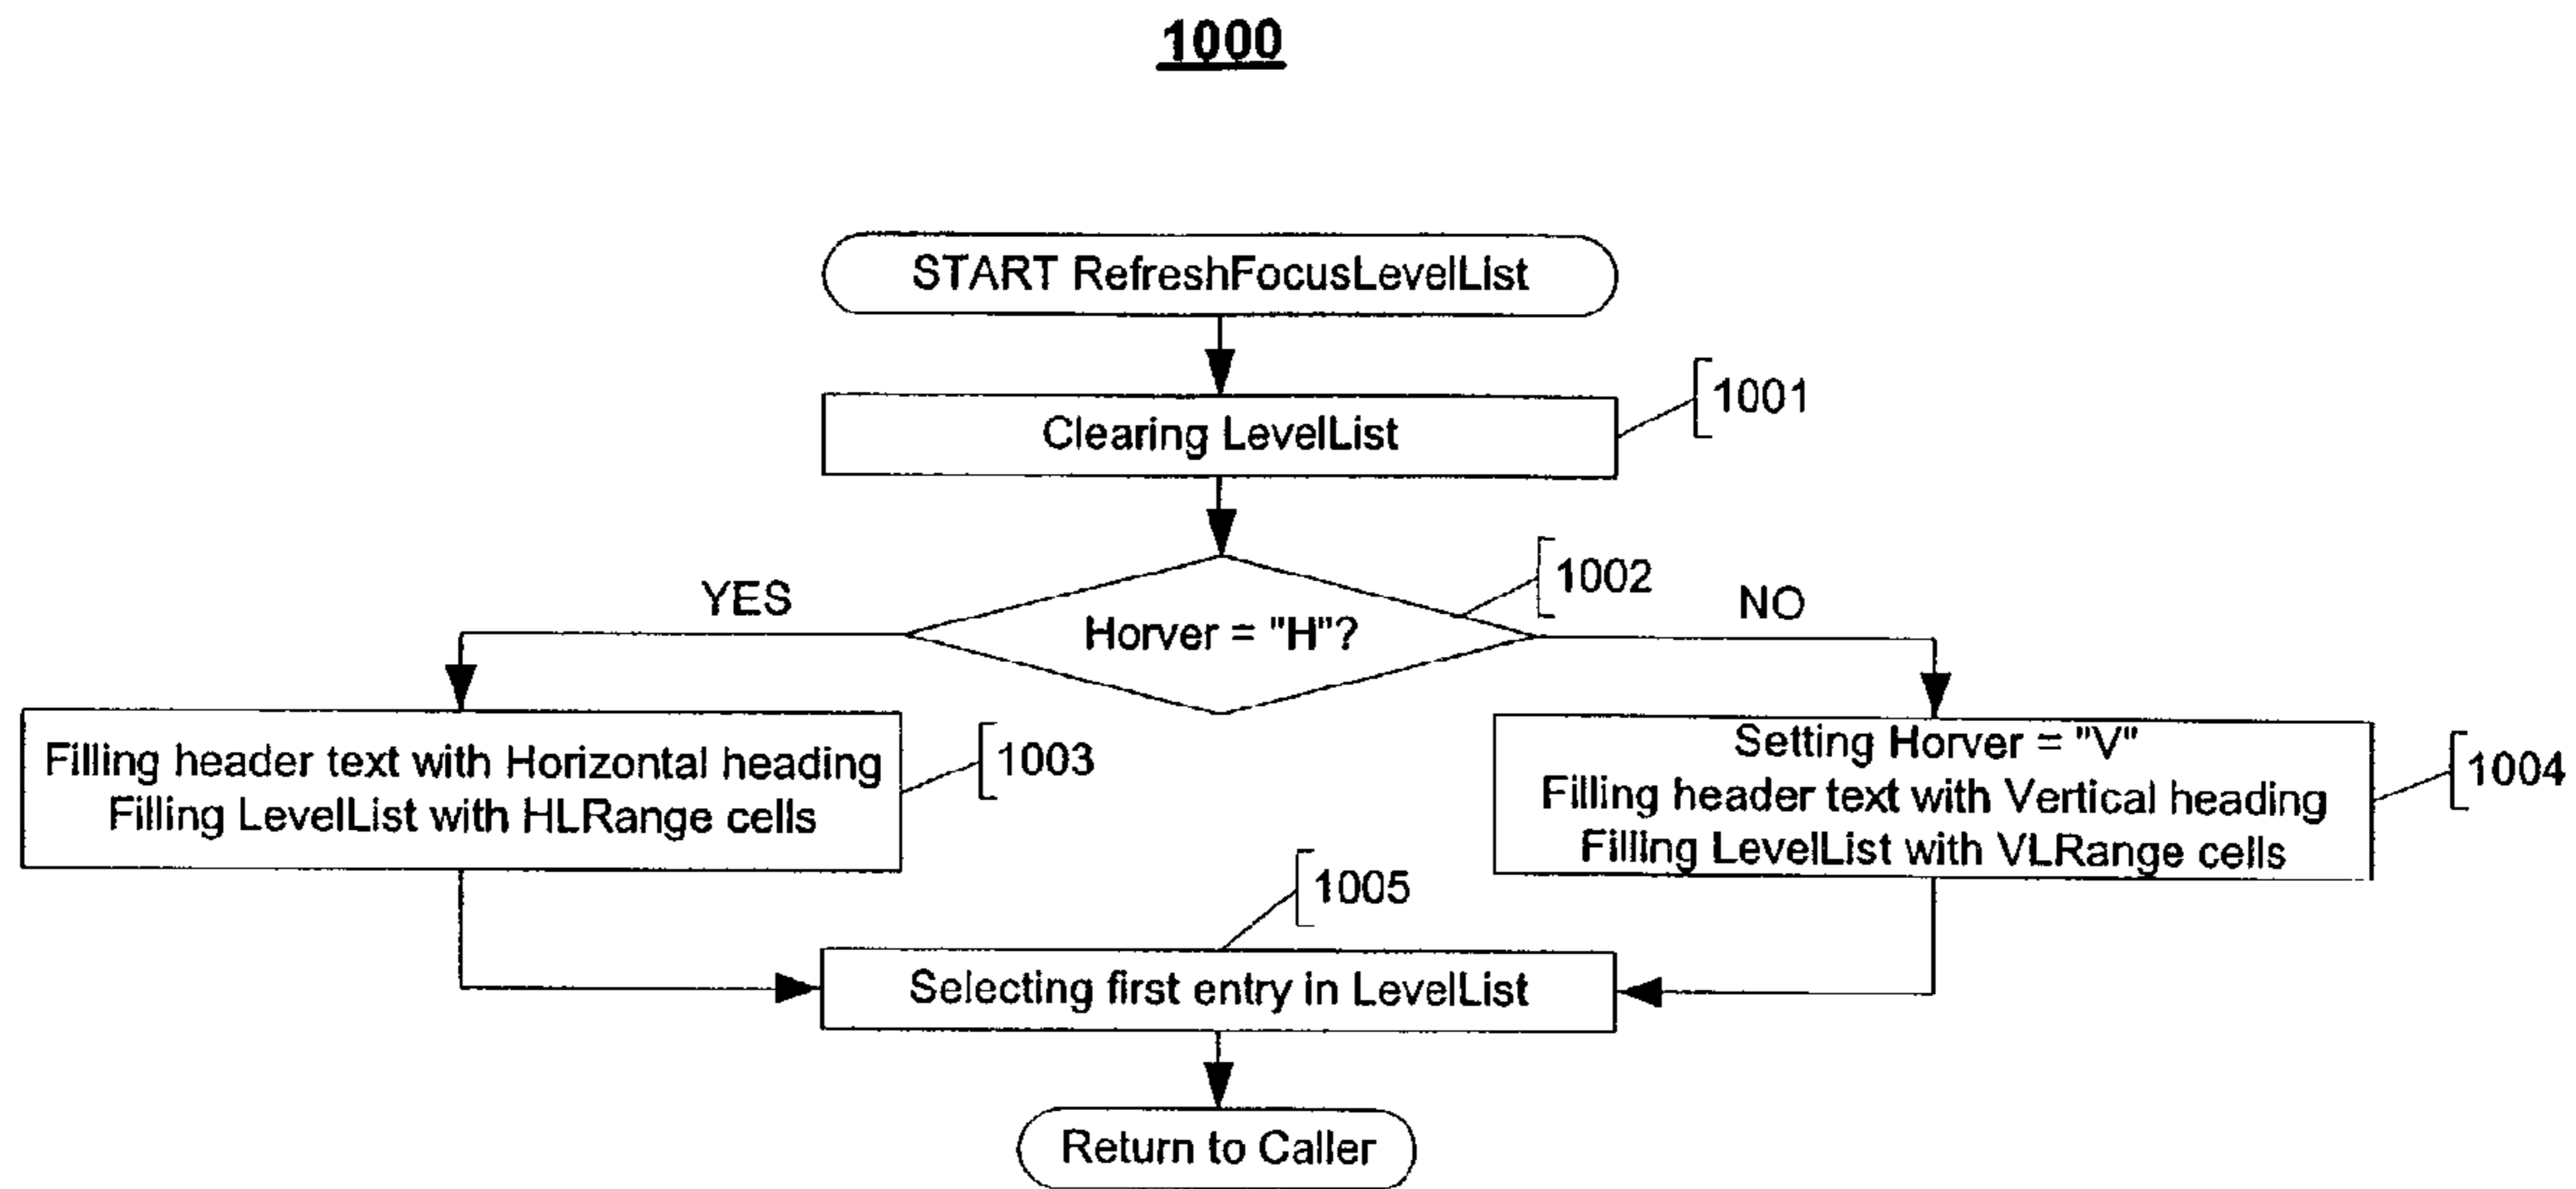 1000
START RefreshFocusLevelList
Clearing LevelList
1001
Horver = "H"?
1002
YES
NO
Filling header text with Horizontal heading
Filling LevelList with HLRange cells
1003
Setting Horver = "V"
Filling header text with Vertical heading
Filling LevelList with VLRange cells
1004
1005
Selecting first entry in LevelList
Return to Caller